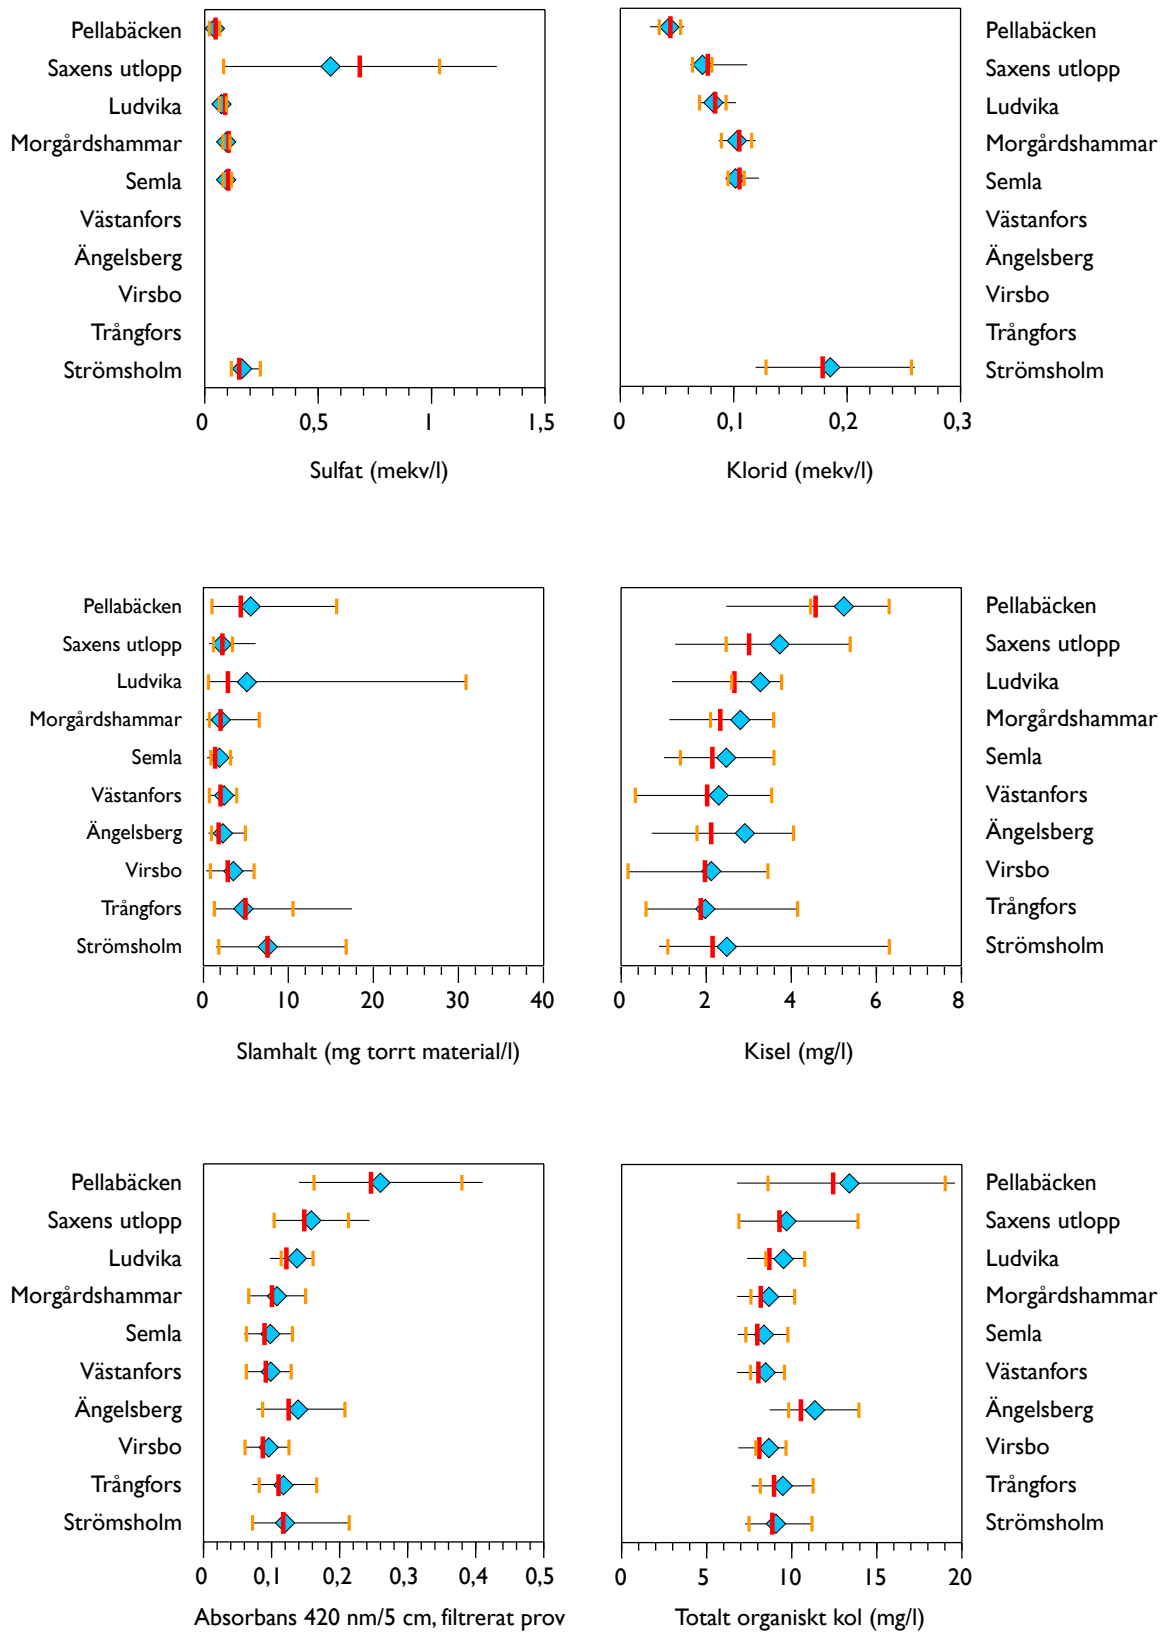 Pellabäcken
Saxens utlopp
Ludvika
Morgårdshammar
Semla
Västanfors
Ängelsberg
Virsbo
Trångfors
Strömsholm
0 0,5 1 1,5
Sulfat (mekv/l)
Pellabäcken
Saxens utlopp
Ludvika
Morgårdshammar
Semla
Västanfors
Ängelsberg
Virsbo
Trångfors
Strömsholm
0 0,1 0,2 0,3
Klorid (mekv/l)
Pellabäcken
Saxens utlopp
Ludvika
Morgårdshammar
Semla
Västanfors
Ängelsberg
Virsbo
Trångfors
Strömsholm
0 10 20 30 40
Slamhalt (mg torrt material/l)
Pellabäcken
Saxens utlopp
Ludvika
Morgårdshammar
Semla
Västanfors
Ängelsberg
Virsbo
Trångfors
Strömsholm
0 2 4 6 8
Kisel (mg/l)
Pellabäcken
Saxens utlopp
Ludvika
Morgårdshammar
Semla
Västanfors
Ängelsberg
Virsbo
Trångfors
Strömsholm
0 0,1 0,2 0,3 0,4 0,5
Absorbans 420 nm/5 cm, filtrerat prov
Pellabäcken
Saxens utlopp
Ludvika
Morgårdshammar
Semla
Västanfors
Ängelsberg
Virsbo
Trångfors
Strömsholm
0 5 10 15 20
Totalt organiskt kol (mg/l)